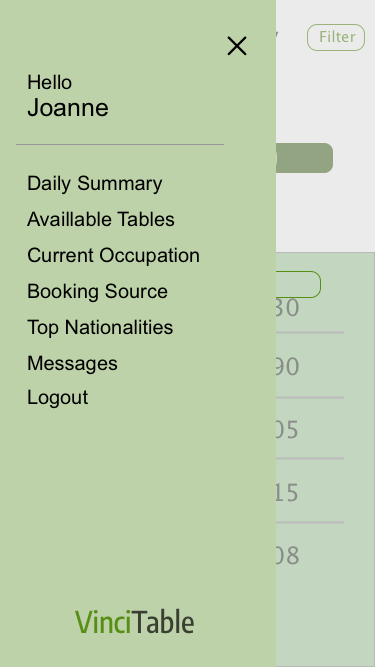 Filter
Hello
Joanne
Daily Summary
Availlable Tables
Current Occupation
Booking Source
Top Nationalities
Messages
Logout
30
90
05
15
08
VinciTable